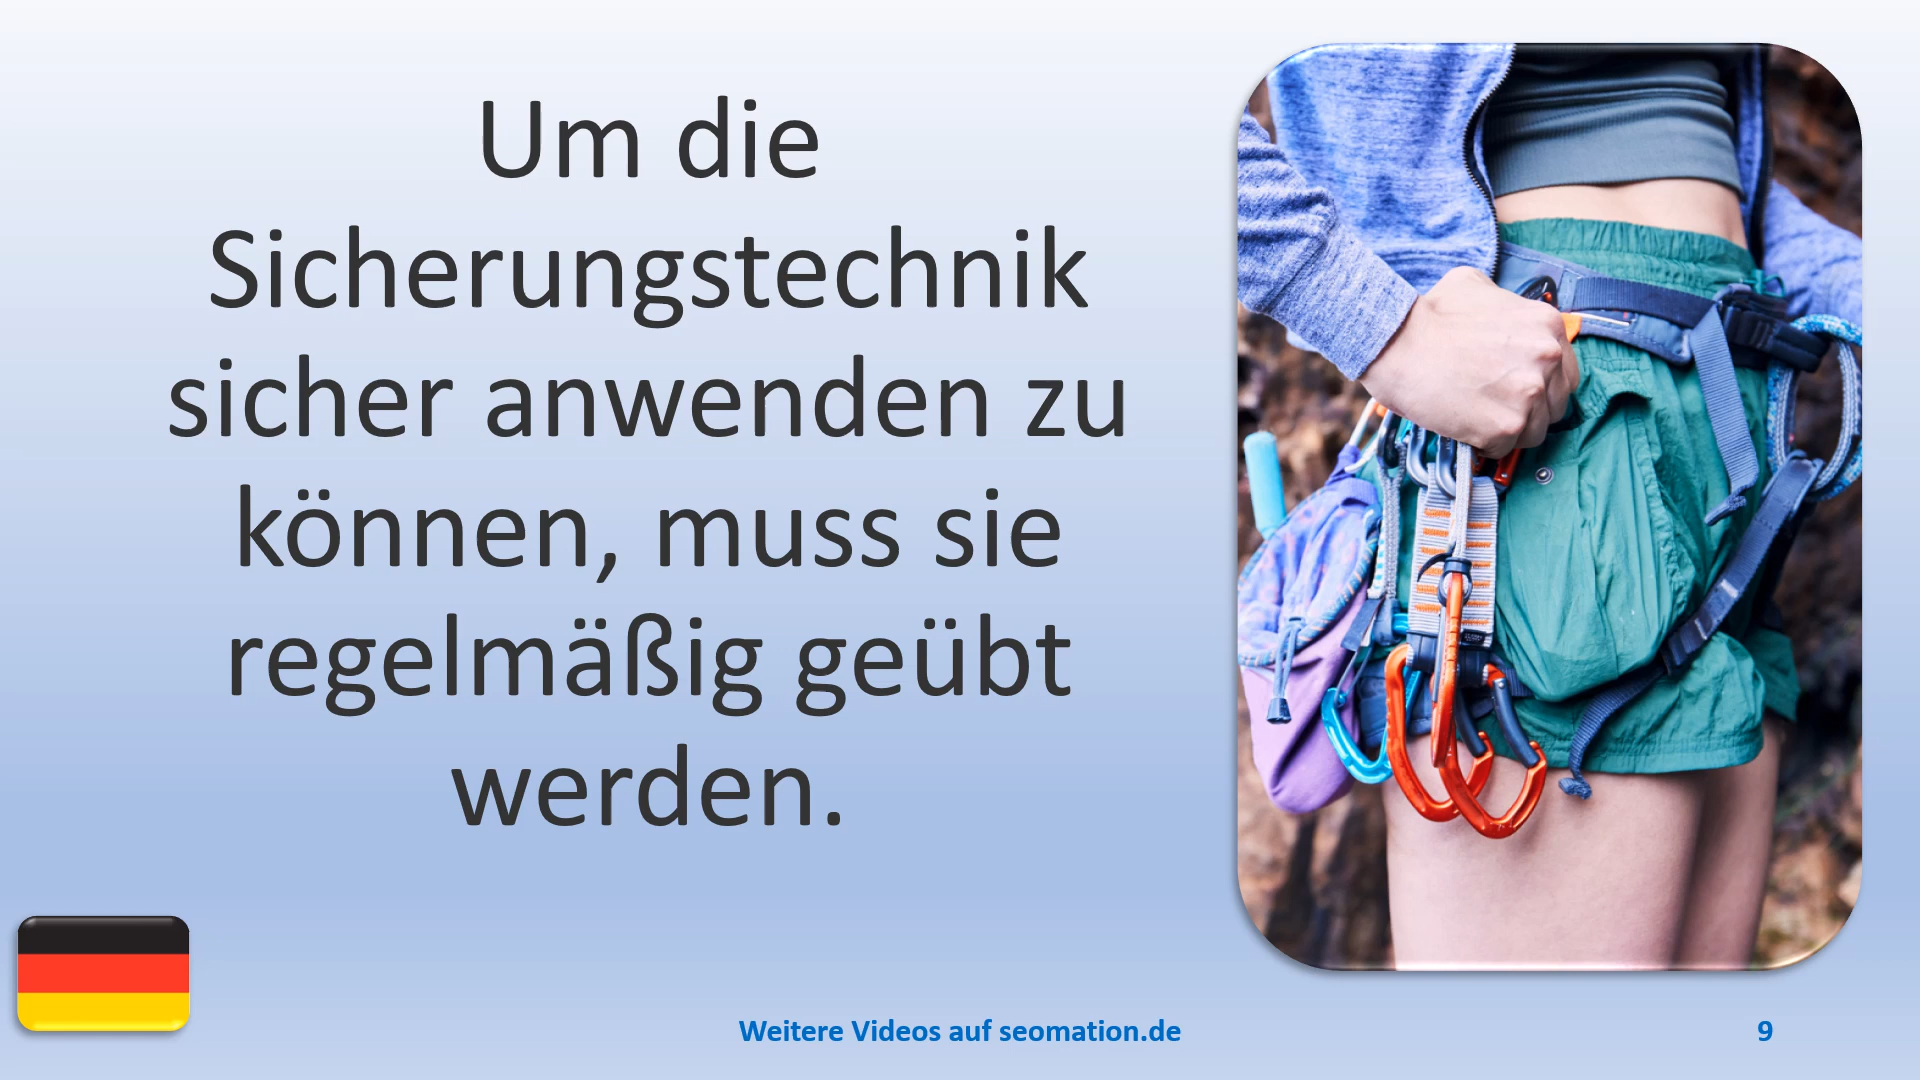 Um die
Sicherungstechnik
sicher anwenden zu
können, muss sie
regelmäßig geübt
werden.
Weitere Videos auf seomation.de
9